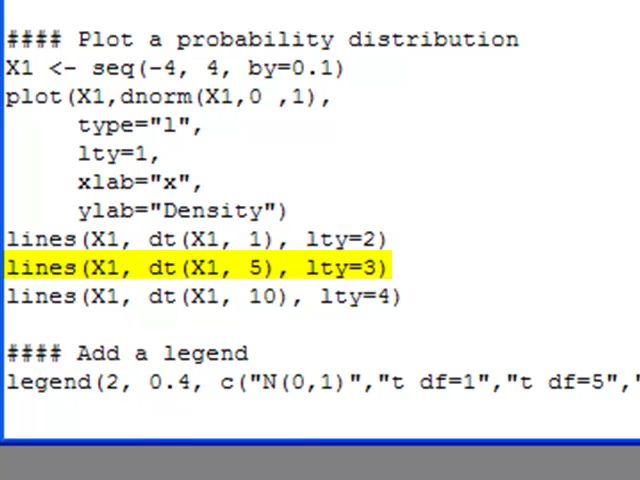 #### Plot a probability distribution
X1 <- seq(-4, 4, by=0.1)
plot(X1,dnorm(X1,0 ,1),
type="l",
lty=1,
xlab="x",
ylab="Density")
lines(X1, dt(X1, 1), lty=2)
lines(X1, dt(X1, 5), lty=3)
lines(X1, dt(X1, 10), lty=4)
#### Add a legend
legend(2, 0.4, c("N(0,1)","t df=1","t df=5","